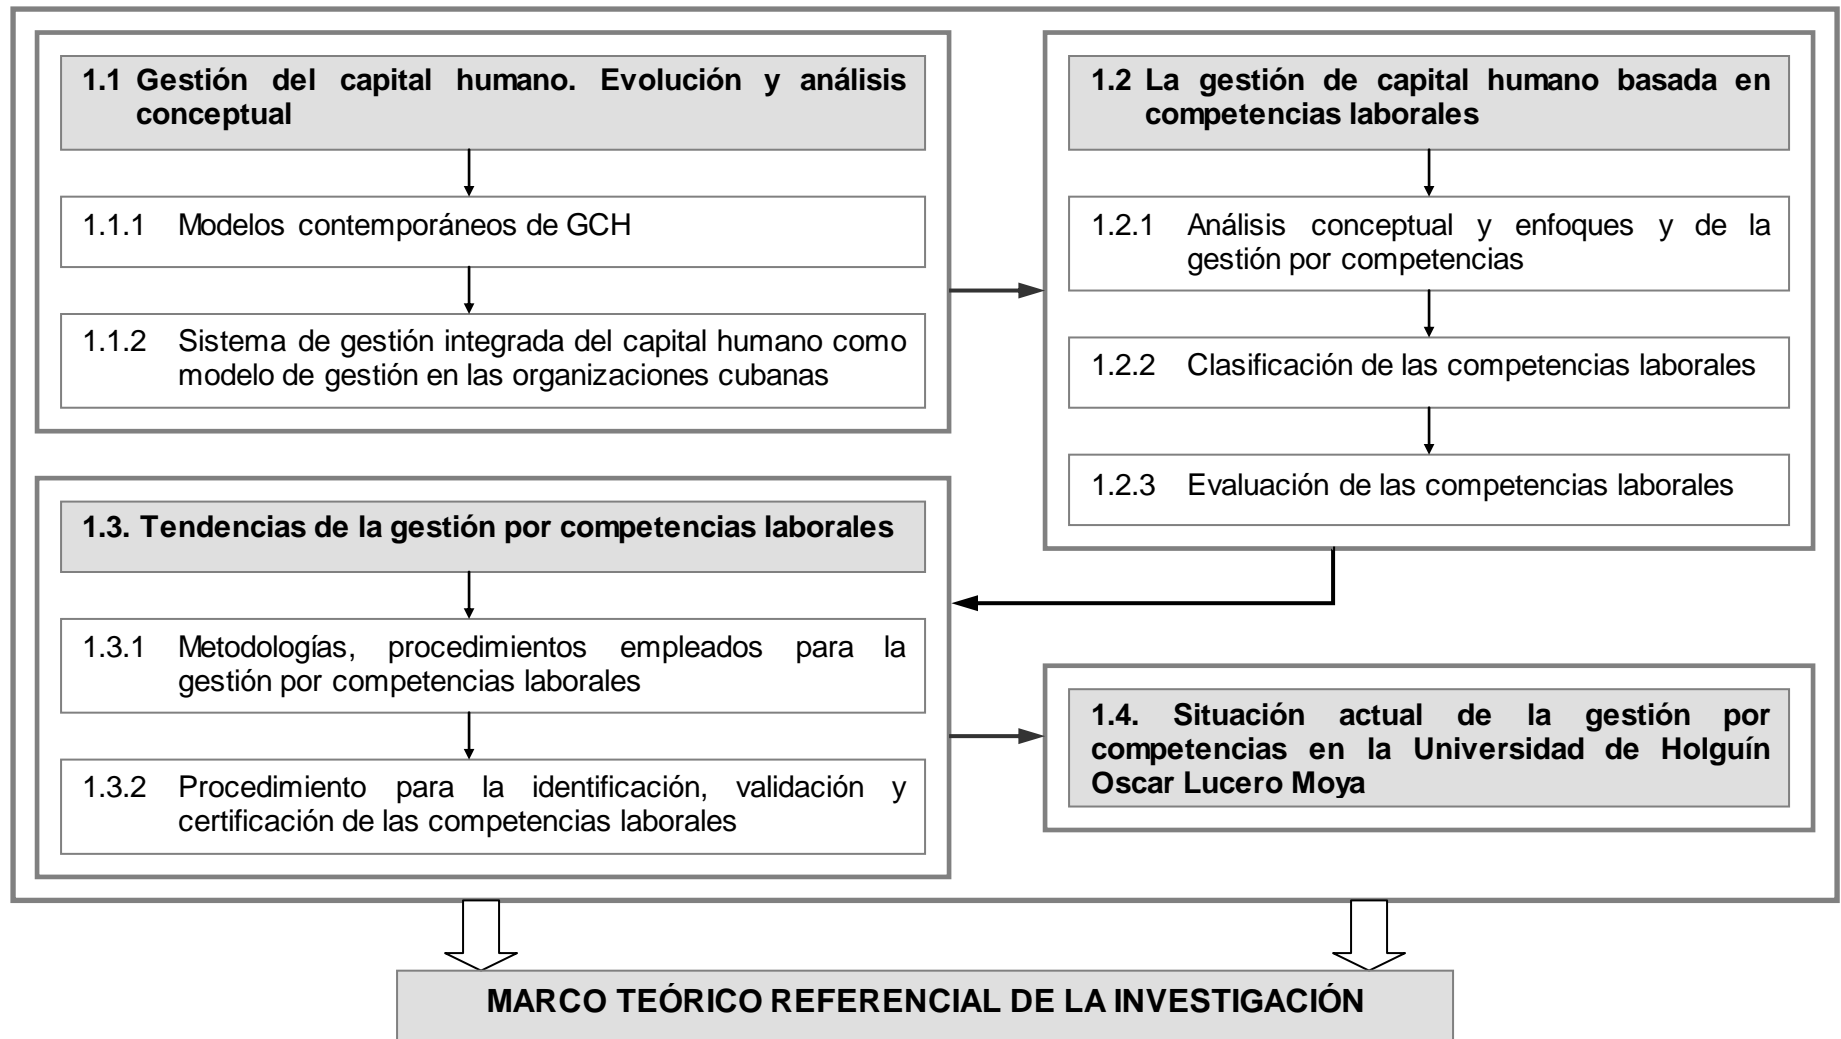 1.1 Gestión del capital humano. Evolución y análisis
conceptual
1.1.1 Modelos contemporáneos de GCH
1.1.2 Sistema de gestión integrada del capital humano como
modelo de gestión en las organizaciones cubanas
1.2 La gestión de capital humano basada en
competencias laborales
1.2.1 Análisis conceptual y enfoques y de la
gestión por competencias
1.2.2 Clasificación de las competencias laborales
1.2.3 Evaluación de las competencias laborales
1.3. Tendencias de la gestión por competencias laborales
1.3.1 Metodologías, procedimientos empleados para la
gestión por competencias laborales
1.3.2 Procedimiento para la identificación, validación y
certificación de las competencias laborales
1.4. Situación actual de la gestión por
competencias en la Universidad de Holguín
Oscar Lucero Moya
MARCO TEÓRICO REFERENCIAL DE LA INVESTIGACIÓN